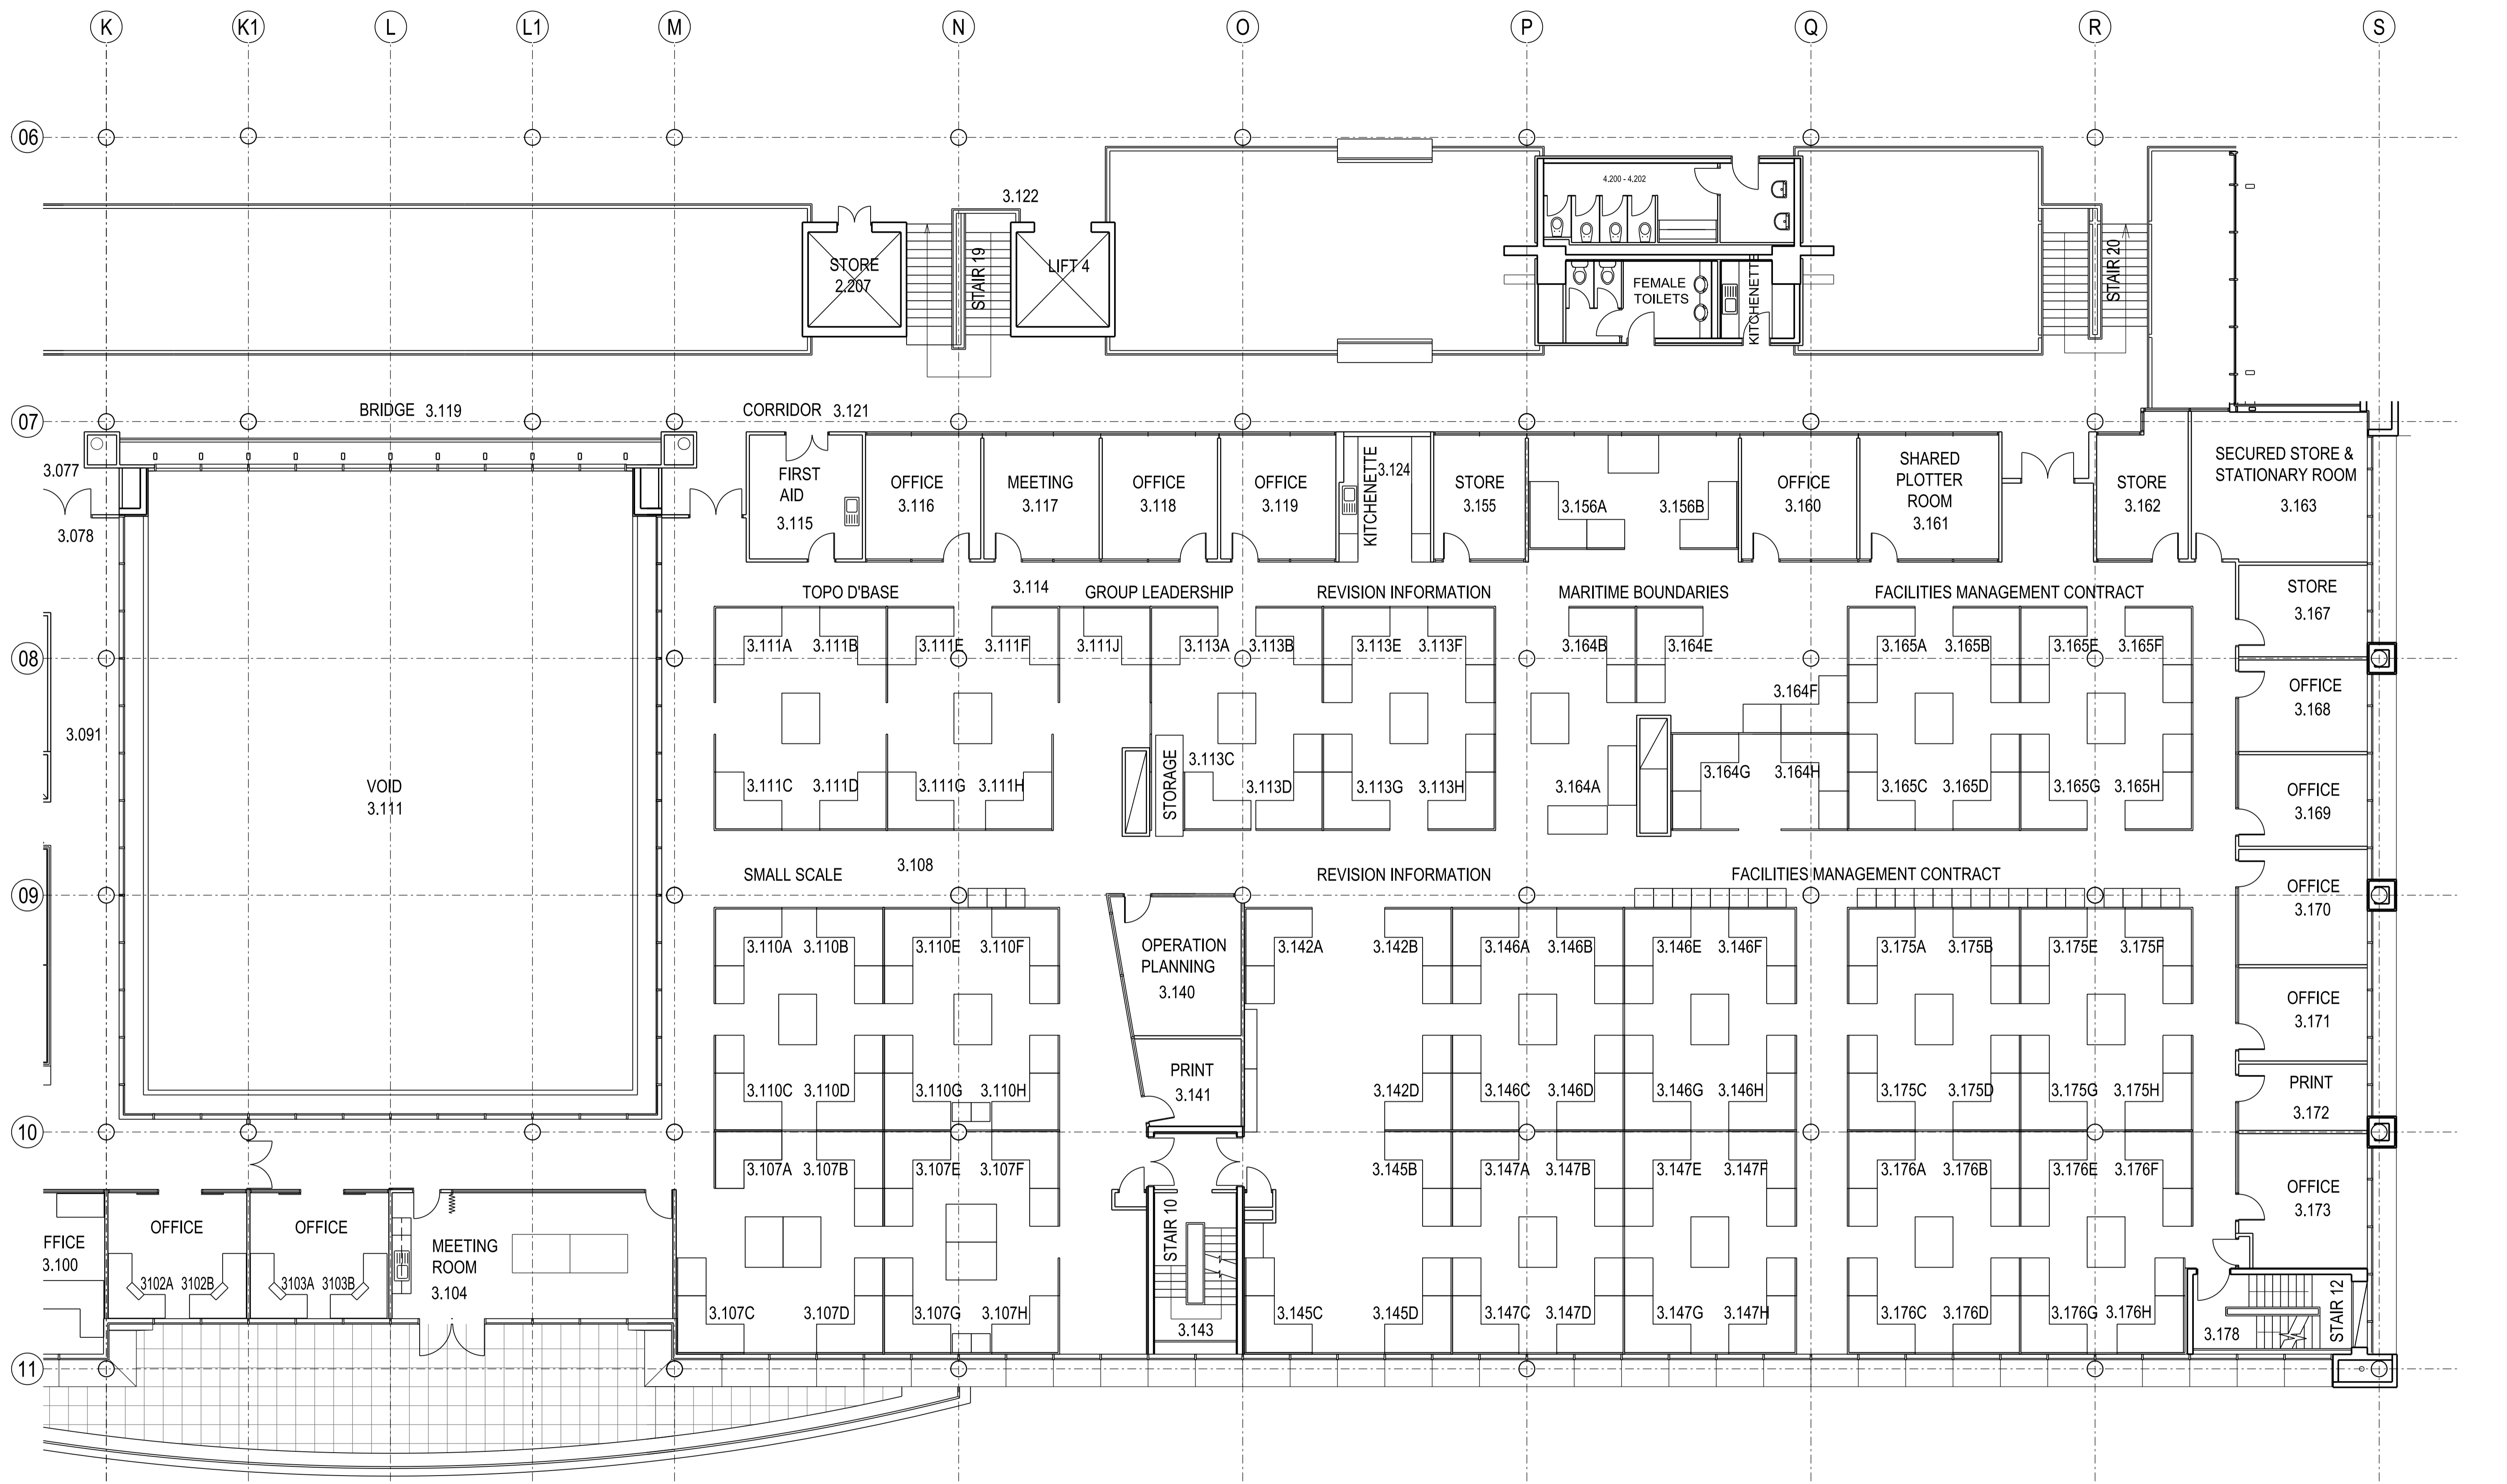 K
K1
L
L1
M
N
O
P
Q
R
S
06
4.200 - 4.202
3.122
STORE
2.207
STAIR 19
LIFT 4
FEMALE
TOILETS
KITCHENETTE
STAIR 20
07
BRIDGE 3.119
CORRIDOR 3.121
3.077
3.078
FIRST
AID
3.115
OFFICE
3.116
MEETING
3.117
OFFICE
3.118
OFFICE
3.119
KITCHENETTE
3.124
STORE
3.155
3.156A
3.156B
OFFICE
3.160
SHARED
PLOTTER
ROOM
3.161
STORE
3.162
SECURED STORE &
STATIONARY ROOM
3.163
TOPO D'BASE
3.114
GROUP LEADERSHIP
REVISION INFORMATION
MARITIME BOUNDARIES
FACILITIES MANAGEMENT CONTRACT
STORE
3.167
08
3.111A
3.111B
3.111E
3.111F
3.111J
3.113A
3.113B
3.113E
3.113F
3.164B
3.164E
3.165A
3.165B
3.165E
3.165F
3.164F
OFFICE
3.168
3.091
VOID
3.111
3.111C
3.111D
3.111G
3.111H
STORAGE
3.113C
3.113D
3.113G
3.113H
3.164A
3.164G
3.164H
3.165C
3.165D
3.165G
3.165H
OFFICE
3.169
SMALL SCALE
3.108
REVISION INFORMATION
FACILITIES MANAGEMENT CONTRACT
09
OFFICE
3.170
3.110A
3.110B
3.110E
3.110F
OPERATION
PLANNING
3.140
3.142A
3.142B
3.146A
3.146B
3.146E
3.146F
3.175A
3.175B
3.175E
3.175F
OFFICE
3.171
3.110C
3.110D
3.110G
3.110H
PRINT
3.141
3.142D
3.146C
3.146D
3.146G
3.146H
3.175C
3.175D
3.175G
3.175H
PRINT
3.172
10
3.107A
3.107B
3.107E
3.107F
3.145B
3.147A
3.147B
3.147E
3.147F
3.176A
3.176B
3.176E
3.176F
OFFICE
3.173
FFICE
3.100
OFFICE
3102A
3102B
OFFICE
3103A
3103B
MEETING
ROOM
3.104
STAIR 10
3.107C
3.107D
3.107G
3.107H
3.143
3.145C
3.145D
3.147C
3.147D
3.147G
3.147H
3.176C
3.176D
3.176G
3.176H
3.178
STAIR 12
11